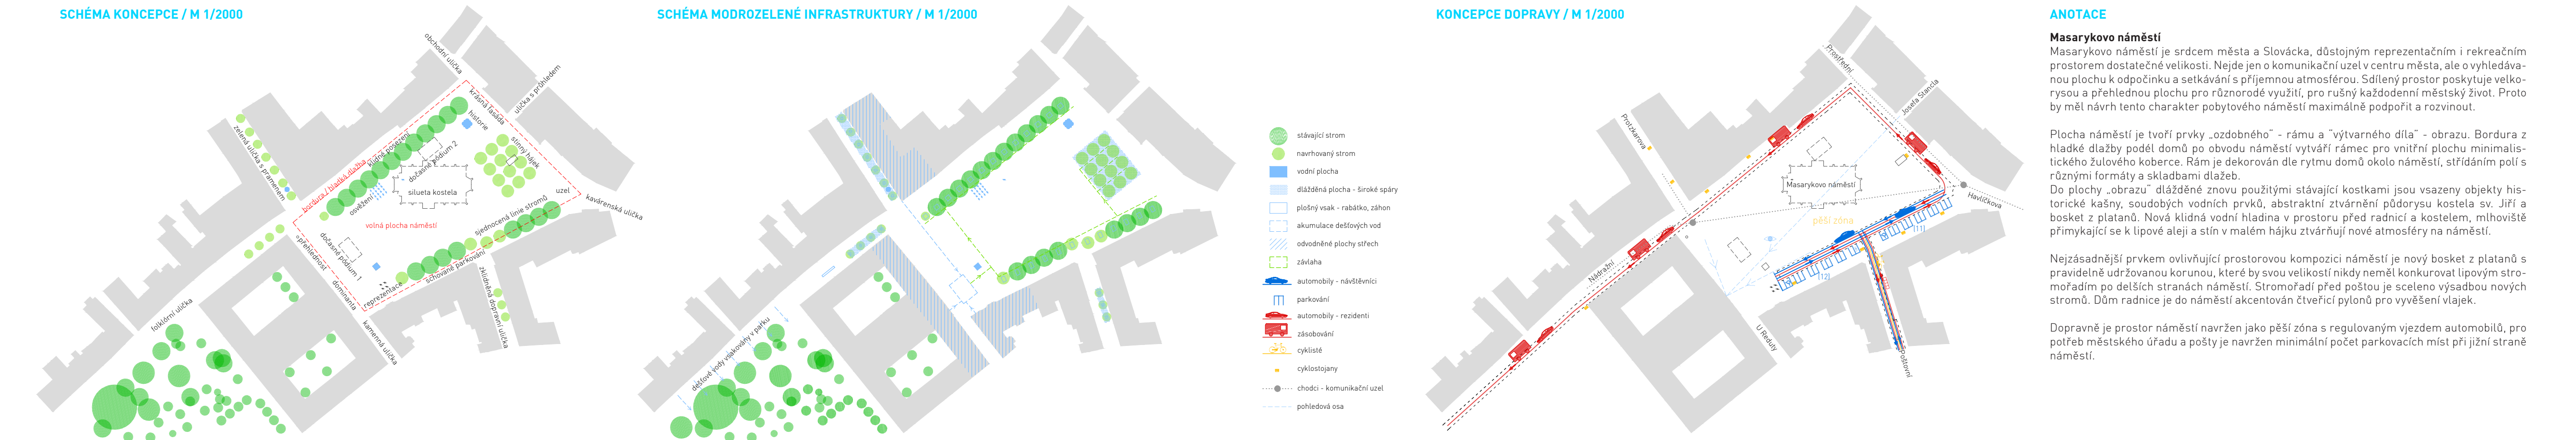 SCHÉMA KONCEPCE / M 1/2000
obchodní ulička
ulička s průhledem
krásná fasáda
historie
stinný hájek
zelená ulička s pramenem
bordura / hladká dlažba
klidné posezení
dočasné pódium 2
osvěžení
silueta kostela
uzel
kavárenská ulička
volná plocha náměstí
sjednocená linie stromů
přehlednost
dočasné pódium 1
schované parkování
reprezentace
dominanta
zklidněná dopravní ulička
folklórní ulička
kamenná ulička
SCHÉMA MODROZELENÉ INFRASTRUKTURY / M 1/2000
dešťové vody vsakovány v parku
stávající strom
navrhovaný strom
vodní plocha
dlážděná plocha - široké spáry
plošný vsak - rabátko, záhon
akumulace dešťových vod
odvodněné plochy střech
závlaha
automobily - návštěvníci
parkování
automobily - rezidenti
zásobování
cyklisté
cyklostojany
chodci - komunikační uzel
pohledová osa
KONCEPCE DOPRAVY / M 1/2000
Prostřední
Josefa Stancla
Protzkarova
Masarykovo náměstí
Havlíčkova
pěší zóna
[11]
[12]
Nádražní
U Reduty
Poštovní
ANOTACE
Masarykovo náměstí
Masarykovo náměstí je srdcem města a Slovácka, důstojným reprezentačním i rekreačním
prostorem dostatečné velikosti. Nejde jen o komunikační uzel v centru města, ale o vyhledáva-
nou plochu k odpočinku a setkávání s příjemnou atmosférou. Sdílený prostor poskytuje velko-
rysou a přehlednou plochu pro různorodé využití, pro rušný každodenní městský život. Proto
by měl návrh tento charakter pobytového náměstí maximálně podpořit a rozvinout.
Plocha náměstí je tvoří prvky „ozdobného“ - rámu a “výtvarného díla” - obrazu. Bordura z
hladké dlažby podél domů po obvodu náměstí vytváří rámec pro vnitřní plochu minimalis-
tického žulového koberce. Rám je dekorován dle rytmu domů okolo náměstí, střídáním polí s
různými formáty a skladbami dlažeb.
Do plochy „obrazu“ dlážděné znovu použitými stávající kostkami jsou vsazeny objekty his-
torické kašny, soudobých vodních prvků, abstraktní ztvárnění půdorysu kostela sv. Jiří a
bosket z platanů. Nová klidná vodní hladina v prostoru před radnicí a kostelem, mlhoviště
přimykající se k lipové aleji a stín v malém hájku ztvárňují nové atmosféry na náměstí.
Nejzásadnější prvkem ovlivňující prostorovou kompozici náměstí je nový bosket z platanů s
pravidelně udržovanou korunou, které by svou velikostí nikdy neměl konkurovat lipovým stro-
mořadím po delších stranách náměstí. Stromořadí před poštou je sceleno výsadbou nových
stromů. Dům radnice je do náměstí akcentován čtveřicí pylonů pro vyvěšení vlajek.
Dopravně je prostor náměstí navržen jako pěší zóna s regulovaným vjezdem automobilů, pro
potřeb městského úřadu a pošty je navržen minimální počet parkovacích míst při jižní straně
náměstí.